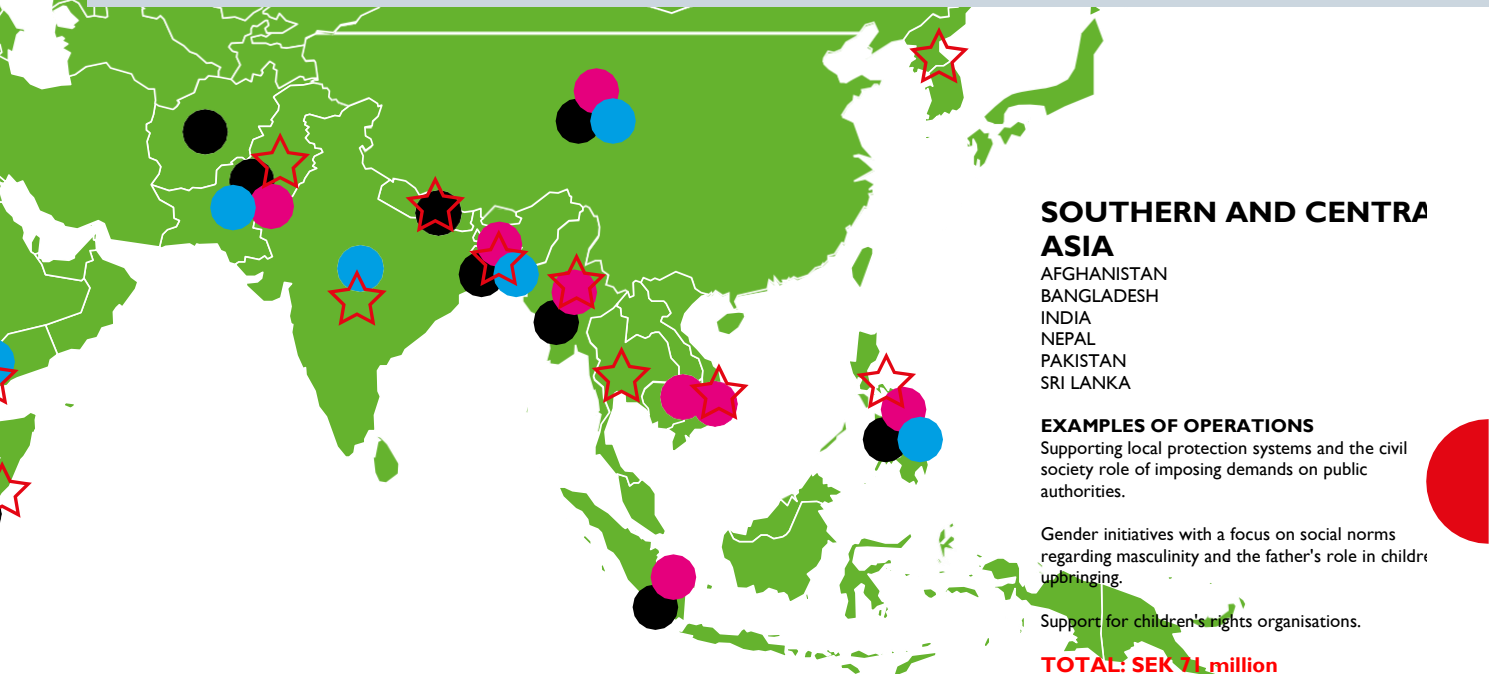 SOUTHERN AND CENTRA
ASIA
AFGHANISTAN
BANGLADESH
INDIA
NEPAL
PAKISTAN
SRI LANKA
EXAMPLES OF OPERATIONS
Supporting local protection systems and the civil
society role of imposing demands on public
authorities.
Gender initiatives with a focus on social norms
regarding masculinity and the father's role in childre
upbringing.
Support for children's rights organisations.
TOTAL: SEK 71 million